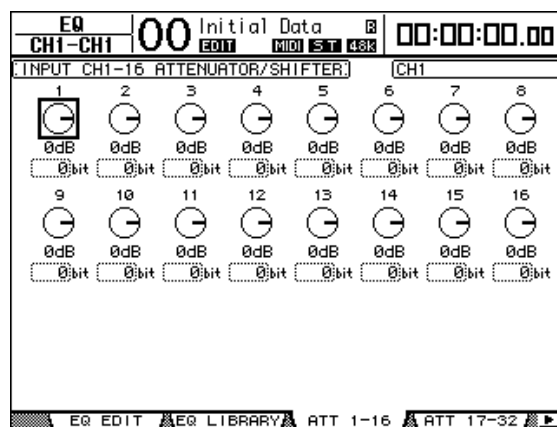 EQ
CH1-CH1
00 Initial Data R
EDIT MIDI ST 48K
00:00:00.00
INPUT CH1-16 ATTENUATOR/SHIFTER
CH1
1 2 3 4 5 6 7 8
0dB 0dB 0dB 0dB 0dB 0dB 0dB 0dB
0bit 0bit 0bit 0bit 0bit 0bit 0bit 0bit
9 10 11 12 13 14 15 16
0dB 0dB 0dB 0dB 0dB 0dB 0dB 0dB
0bit 0bit 0bit 0bit 0bit 0bit 0bit 0bit
EQ EDIT EQ LIBRARY ATT 1-16 ATT 17-32